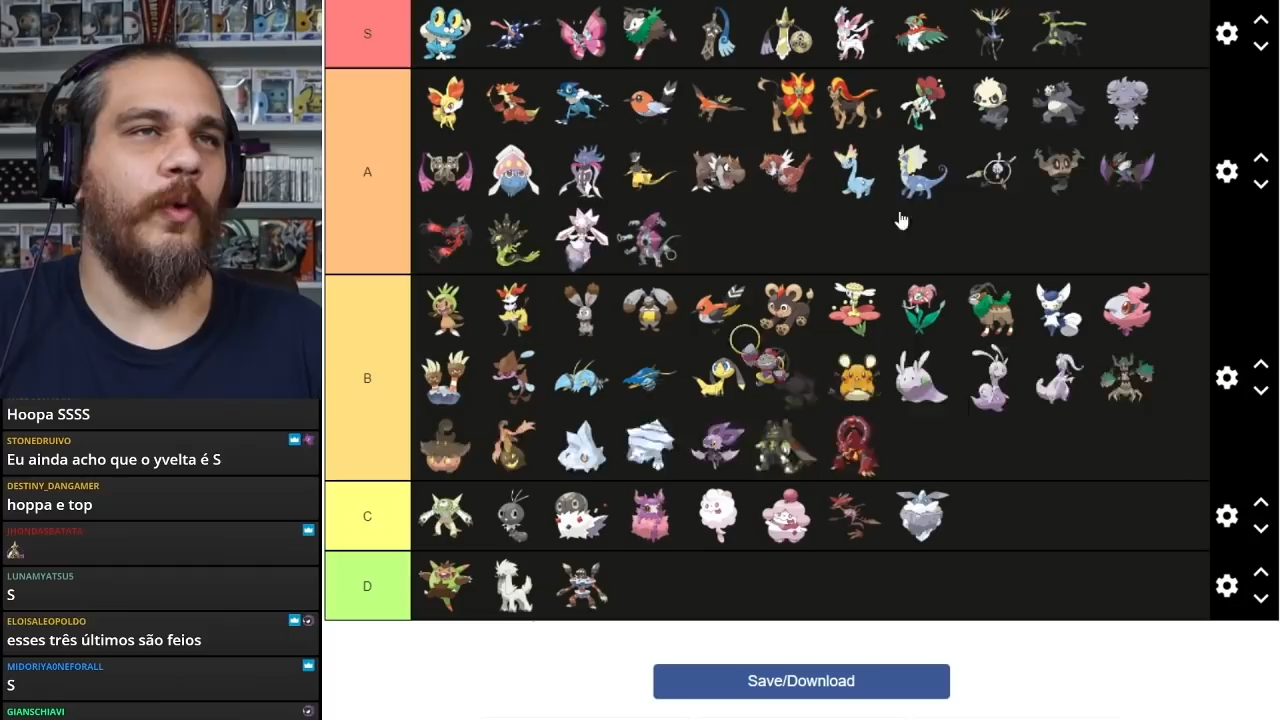 S
A
B
C
D
Hoopa SSSS
STONEDRUIVO
Eu ainda acho que o yvelta é S
DESTINY_DANGAMER
hoppa e top
JHONDASBATATA
LUNAMYATSU5
S
ELOISALEOPOLDO
esses três últimos são feios
MIDORIYA0NEFORALL
S
GIANSCHIAVI
Save/Download